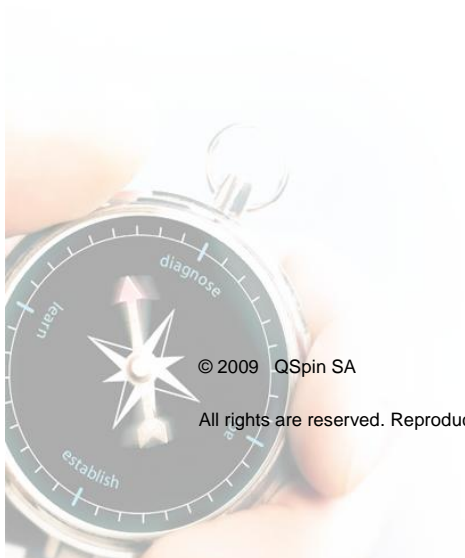 diagnose
learn
© 2009 QSpin SA
All rights are reserved. Reproduc
establish